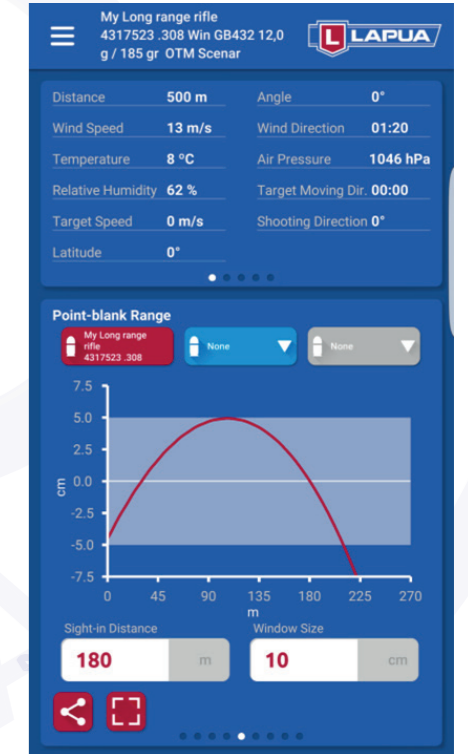 My Long range rifle
4317523 .308 Win GB432 12,0
g / 185 gr OTM Scenar
L LAPUA
Distance 500 m Angle 0°
Wind Speed 13 m/s Wind Direction 01:20
Temperature 8 ºC Air Pressure 1046 hPa
Relative Humidity 62 % Target Moving Dir. 00:00
Target Speed 0 m/s Shooting Direction 0°
Latitude 0°
Point-blank Range
My Long range
rifle
4317523 .308
None
None
7.5
5.0
2.5
0.0
-2.5
-5.0
-7.5
cm
0 45 90 135 180 225 270
m
Sight-in Distance Window Size
180 m 10 cm